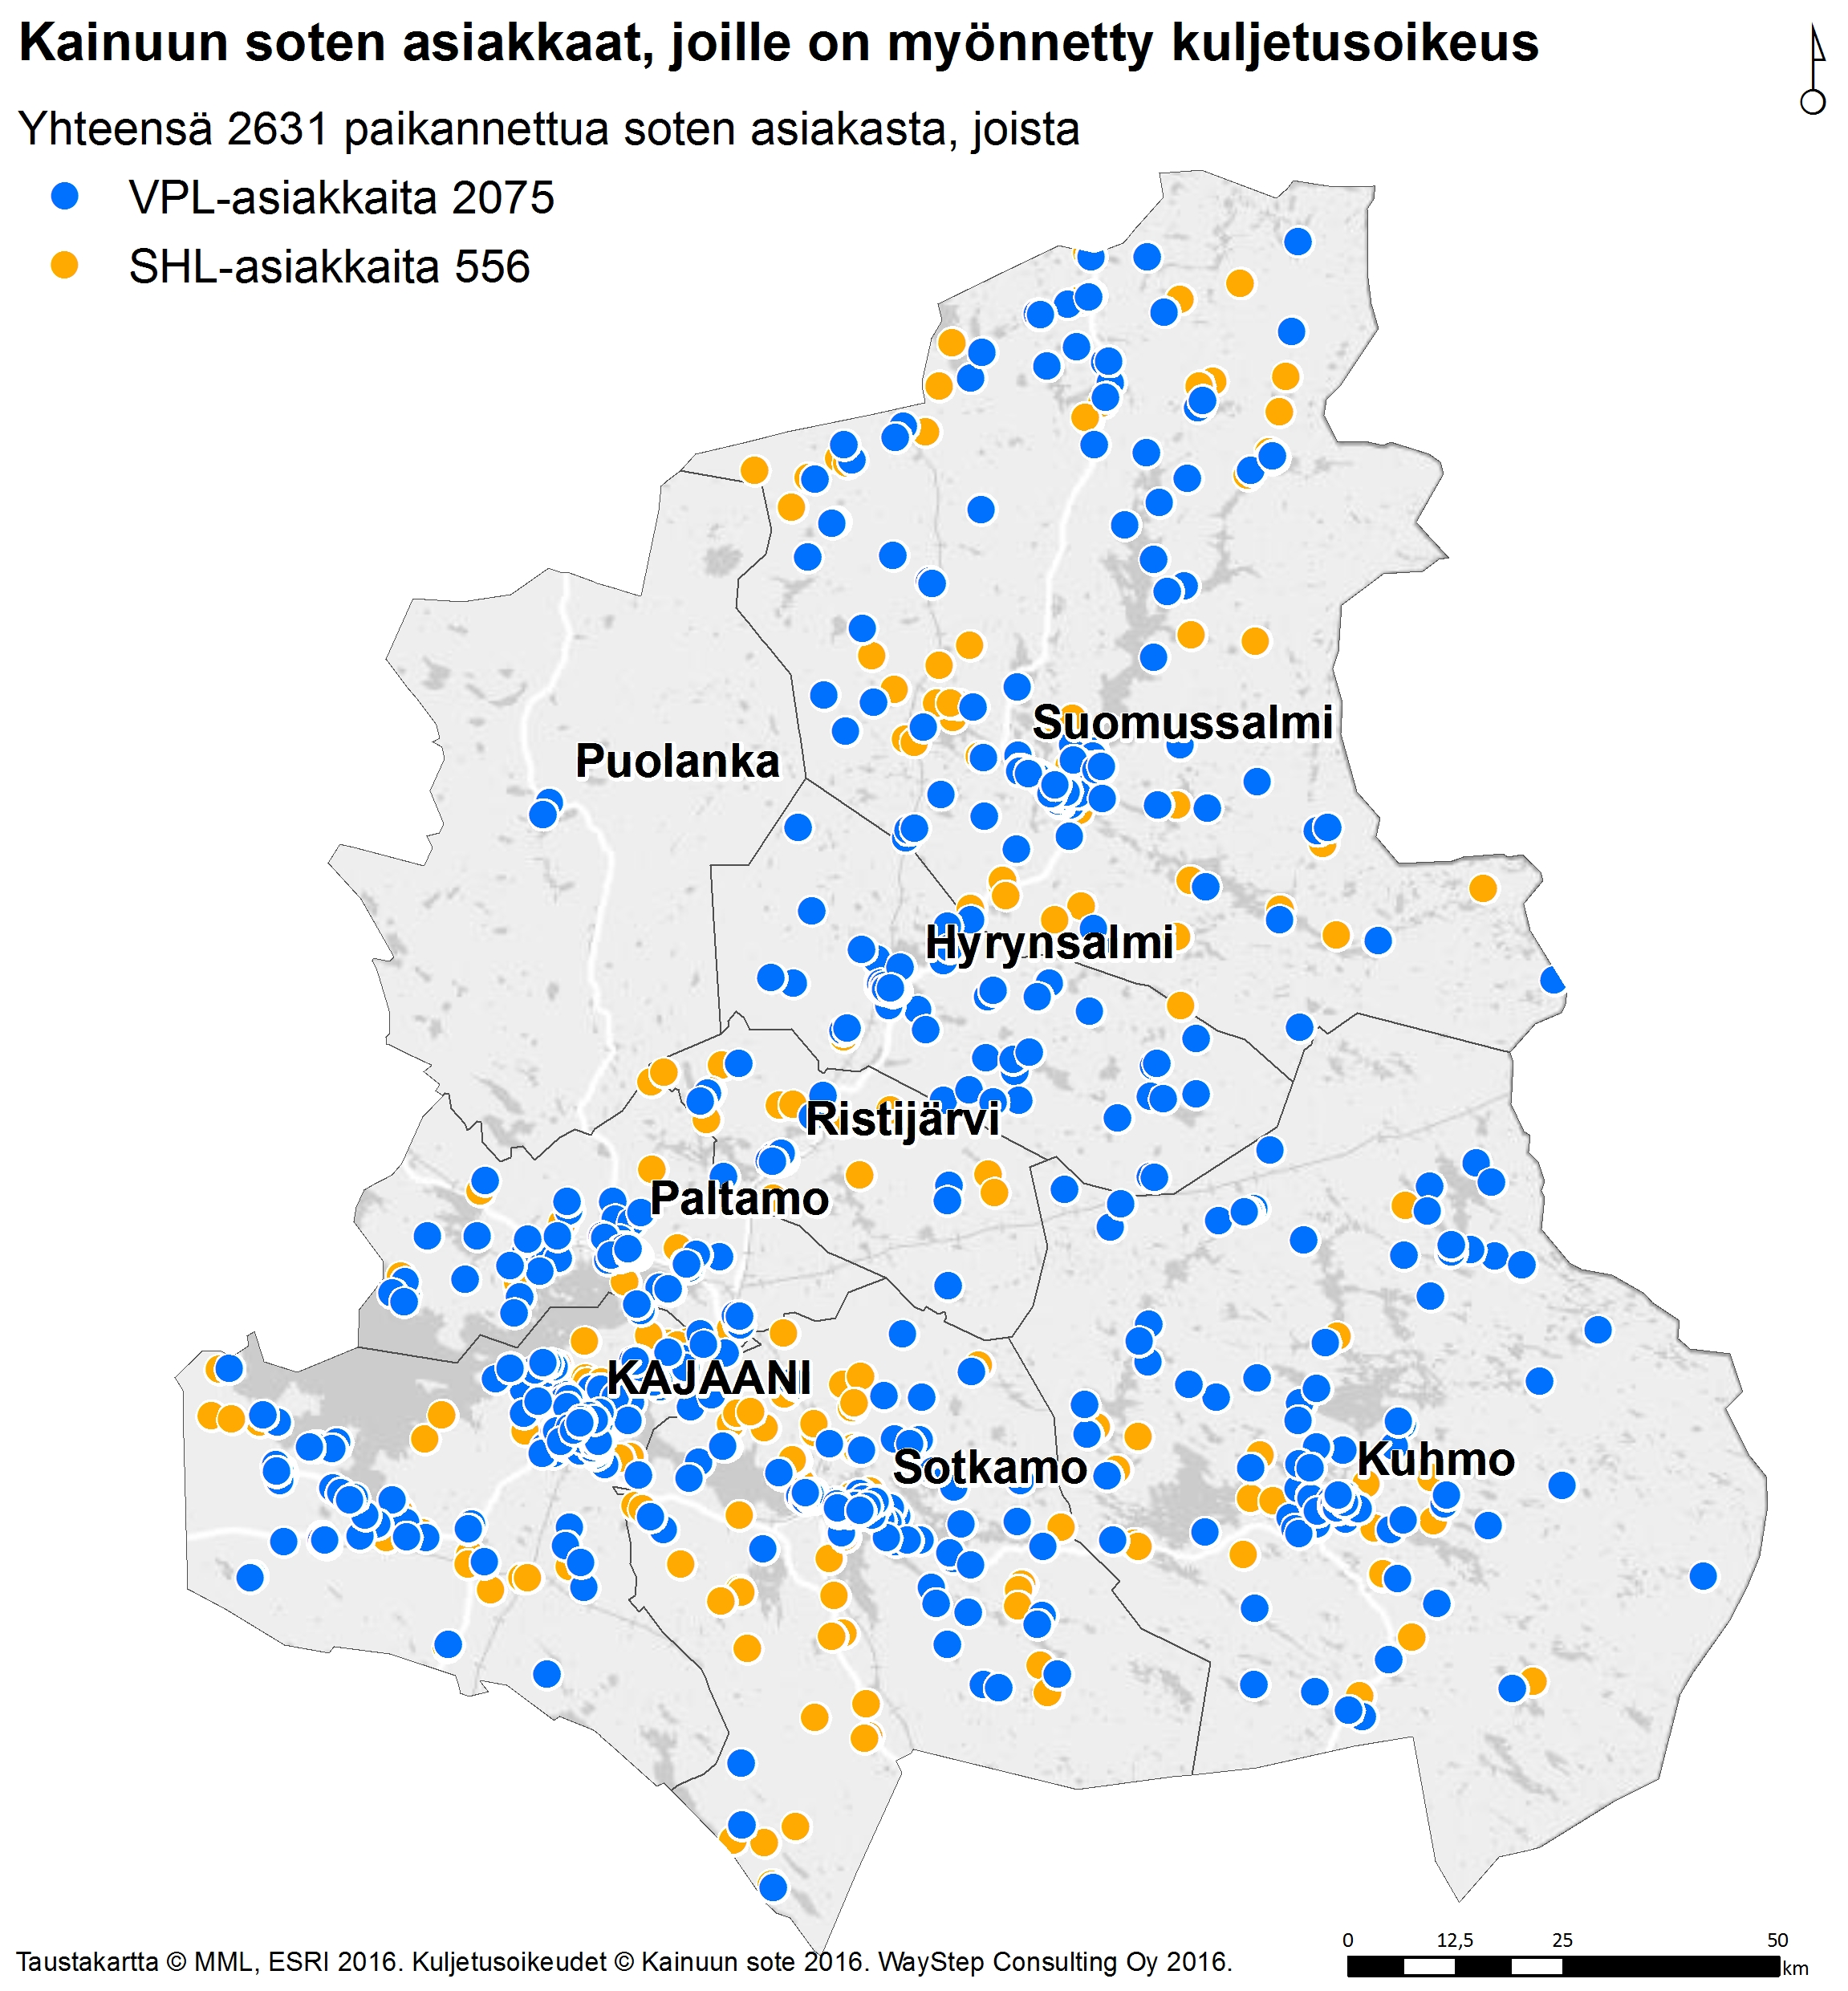 Kainuun soten asiakkaat, joille on myönnetty kuljetusoikeus
Yhteensä 2631 paikannettua soten asiakasta, joista
VPL-asiakkaita 2075
SHL-asiakkaita 556
Suomussalmi
Puolanka
Hyrynsalmi
Ristijärvi
Paltamo
KAJAANI
Sotkamo
Kuhmo
0 12,5 25 50
km
Taustakartta © MML, ESRI 2016. Kuljetusoikeudet © Kainuun sote 2016. WayStep Consulting Oy 2016.